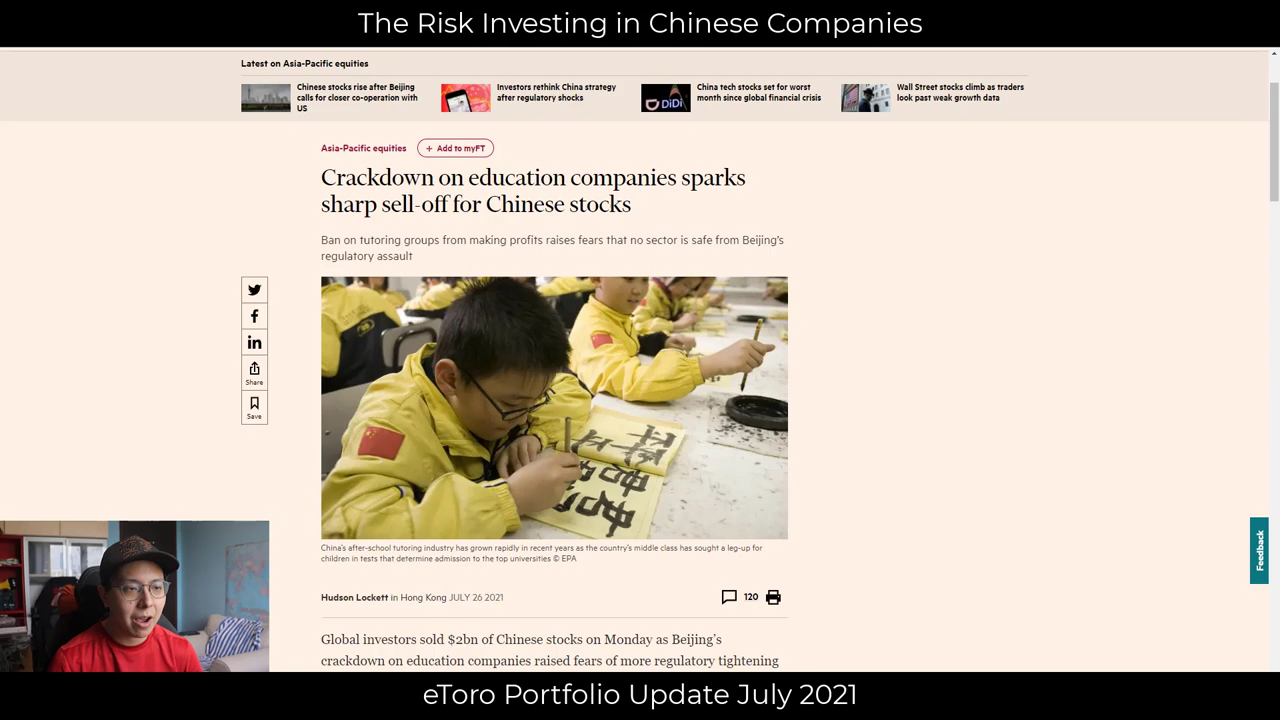 The Risk Investing in Chinese Companies
Latest on Asia-Pacific equities
Chinese stocks rise after Beijing
calls for closer co-operation with
US
Investors rethink China strategy
after regulatory shocks
DiDi
China tech stocks set for worst
month since global financial crisis
Wall Street stocks climb as traders
look past weak growth data
Asia-Pacific equities
+ Add to myFT
Crackdown on education companies sparks
sharp sell-off for Chinese stocks
Ban on tutoring groups from making profits raises fears that no sector is safe from Beijing's
regulatory assault
Share
Save
China's after-school tutoring industry has grown rapidly in recent years as the country's middle class has sought a leg-up for
children in tests that determine admission to the top universities © EPA
Hudson Lockett in Hong Kong JULY 26 2021
120
Global investors sold $2bn of Chinese stocks on Monday as Beijing's
crackdown on education companies raised fears of more regulatory tightening
Feedback
eToro Portfolio Update July 2021